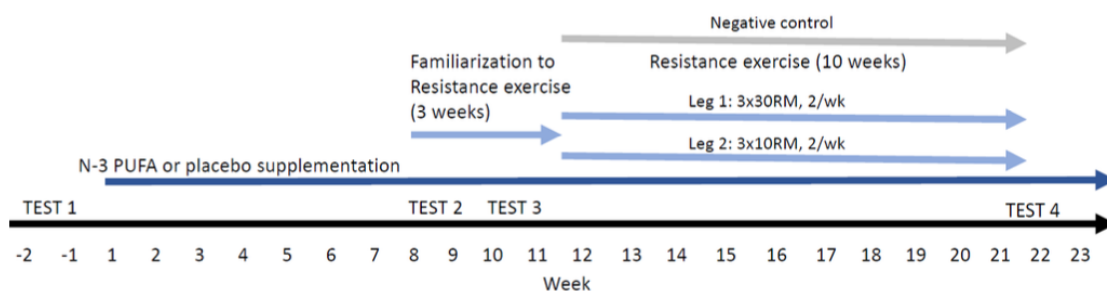 Negative control
Familiarization to
Resistance exercise
(3 weeks)
Resistance exercise (10 weeks)
Leg 1: 3x30RM, 2/wk
Leg 2: 3x10RM, 2/wk
N-3 PUFA or placebo supplementation
TEST 1 TEST 2 TEST 3 TEST 4
-2 -1 1 2 3 4 5 6 7 8 9 10 11 12 13 14 15 16 17 18 19 20 21 22 23
Week